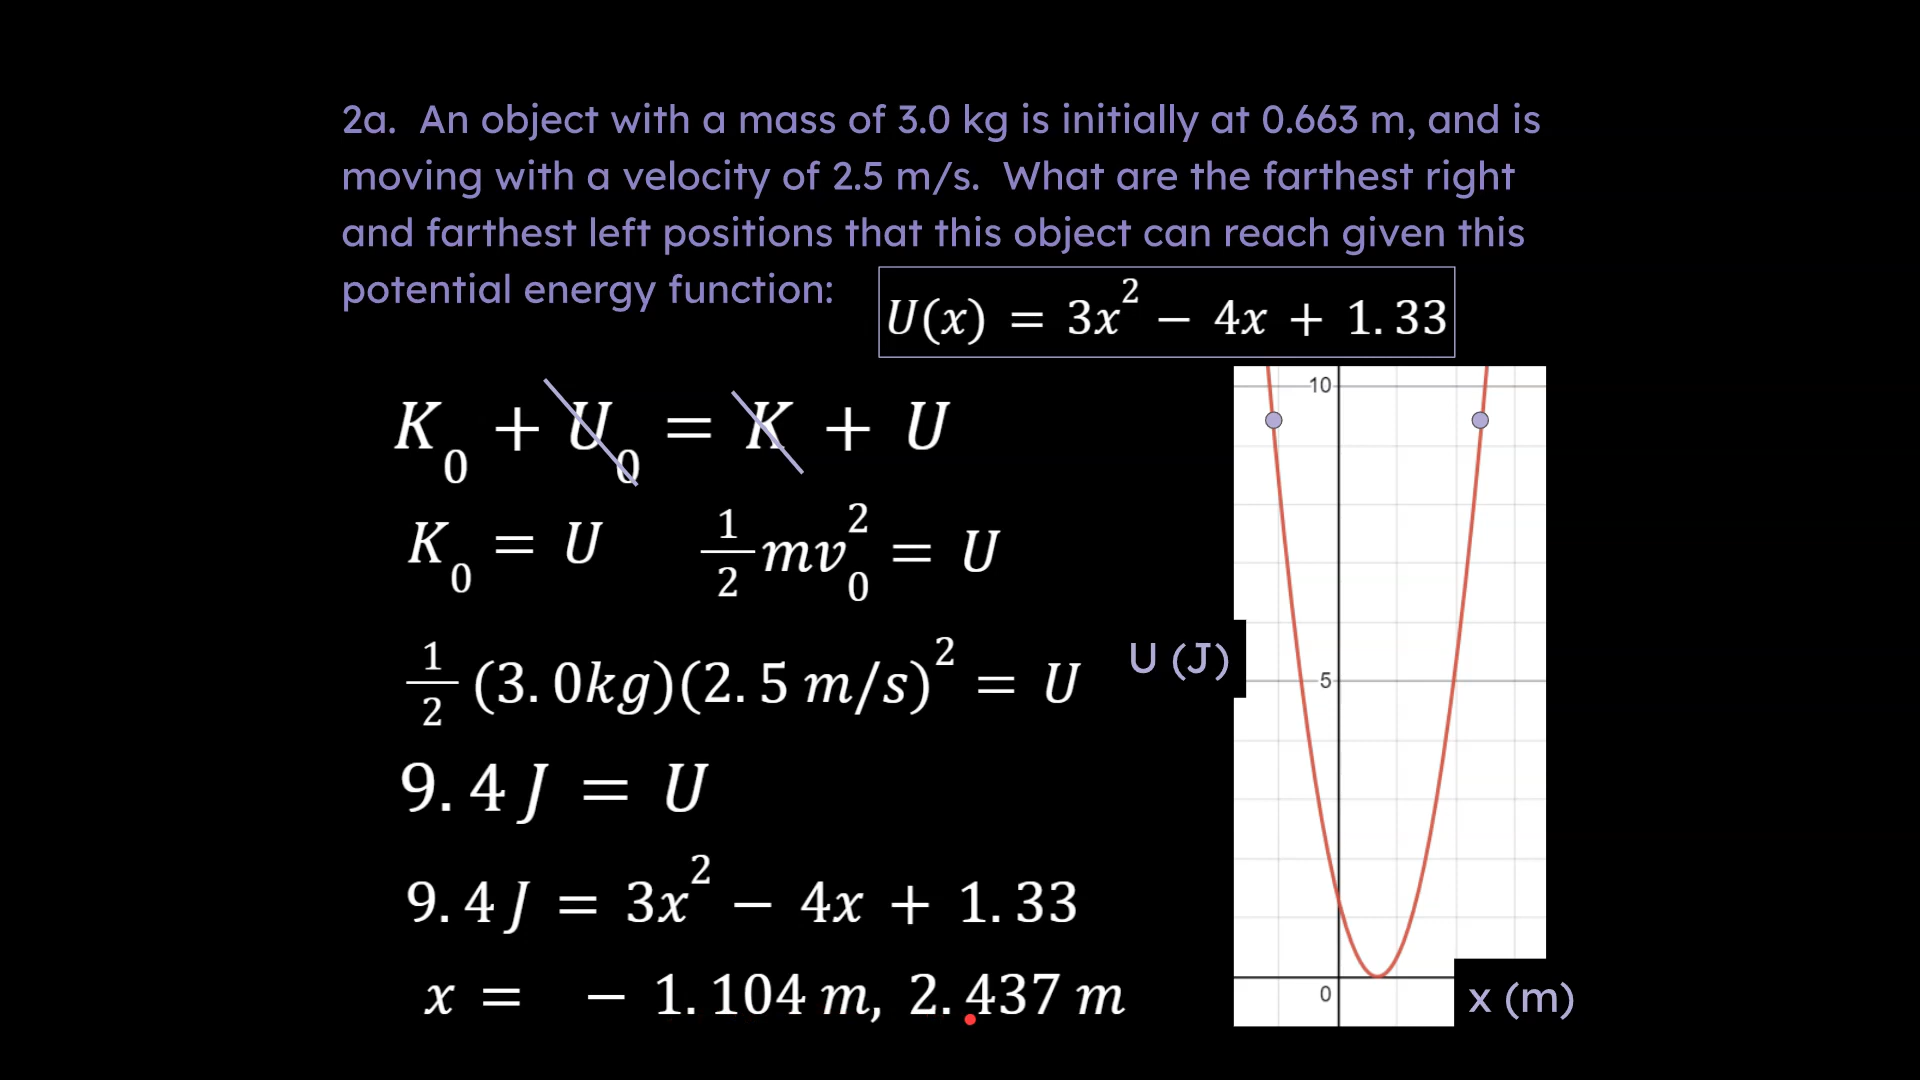 2a. An object with a mass of 3.0 kg is initially at 0.663 m, and is
moving with a velocity of 2.5 m/s. What are the farthest right
and farthest left positions that this object can reach given this
potential energy function:
U(x) = 3x² − 4x + 1.33
K₀ + U₀ = K + U
K₀ = U
½mv₀² = U
½(3.0kg)(2.5 m/s)² = U
9.4 J = U
9.4 J = 3x² − 4x + 1.33
x = − 1.104 m, 2.437 m
10
5
0
U (J)
x (m)